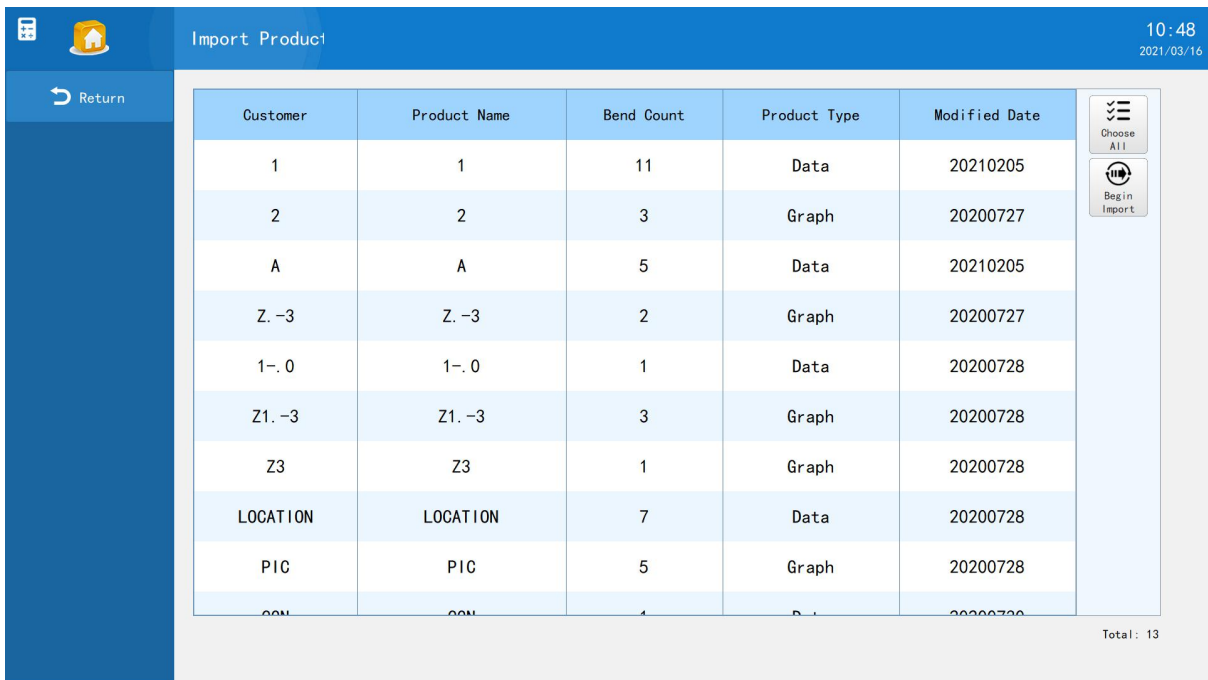 Import Product
10:48
2021/03/16
Return
Customer Product Name Bend Count Product Type Modified Date
Choose
All
1 1 11 Data 20210205
Begin
Import
2 2 3 Graph 20200727
A A 5 Data 20210205
Z.-3 Z.-3 2 Graph 20200727
1-.0 1-.0 1 Data 20200728
Z1.-3 Z1.-3 3 Graph 20200728
Z3 Z3 1 Graph 20200728
LOCATION LOCATION 7 Data 20200728
PIC PIC 5 Graph 20200728
Total: 13